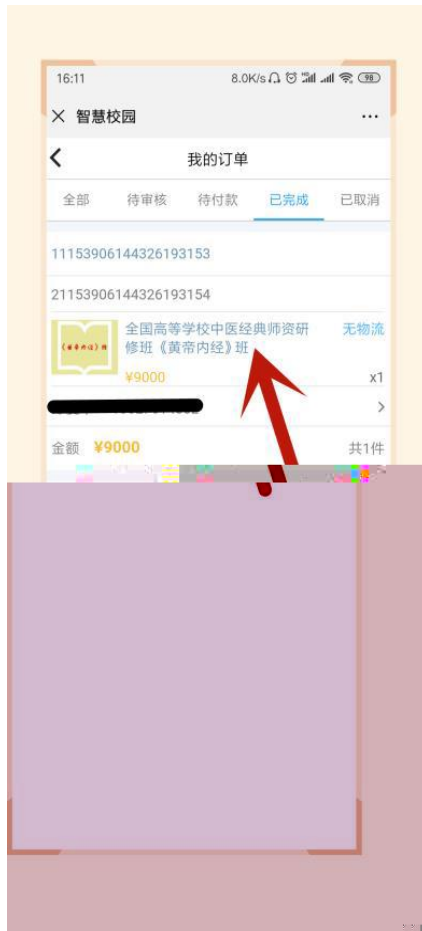 16:11 8.0K/s 98
智慧校园
我的订单
全部 待审核 待付款 已完成 已取消
11153906144326193153
21153906144326193154
全国高等学校中医经典师资研 无物流
修班《黄帝内经》班
¥9000 x1
金额 ¥9000 共1件